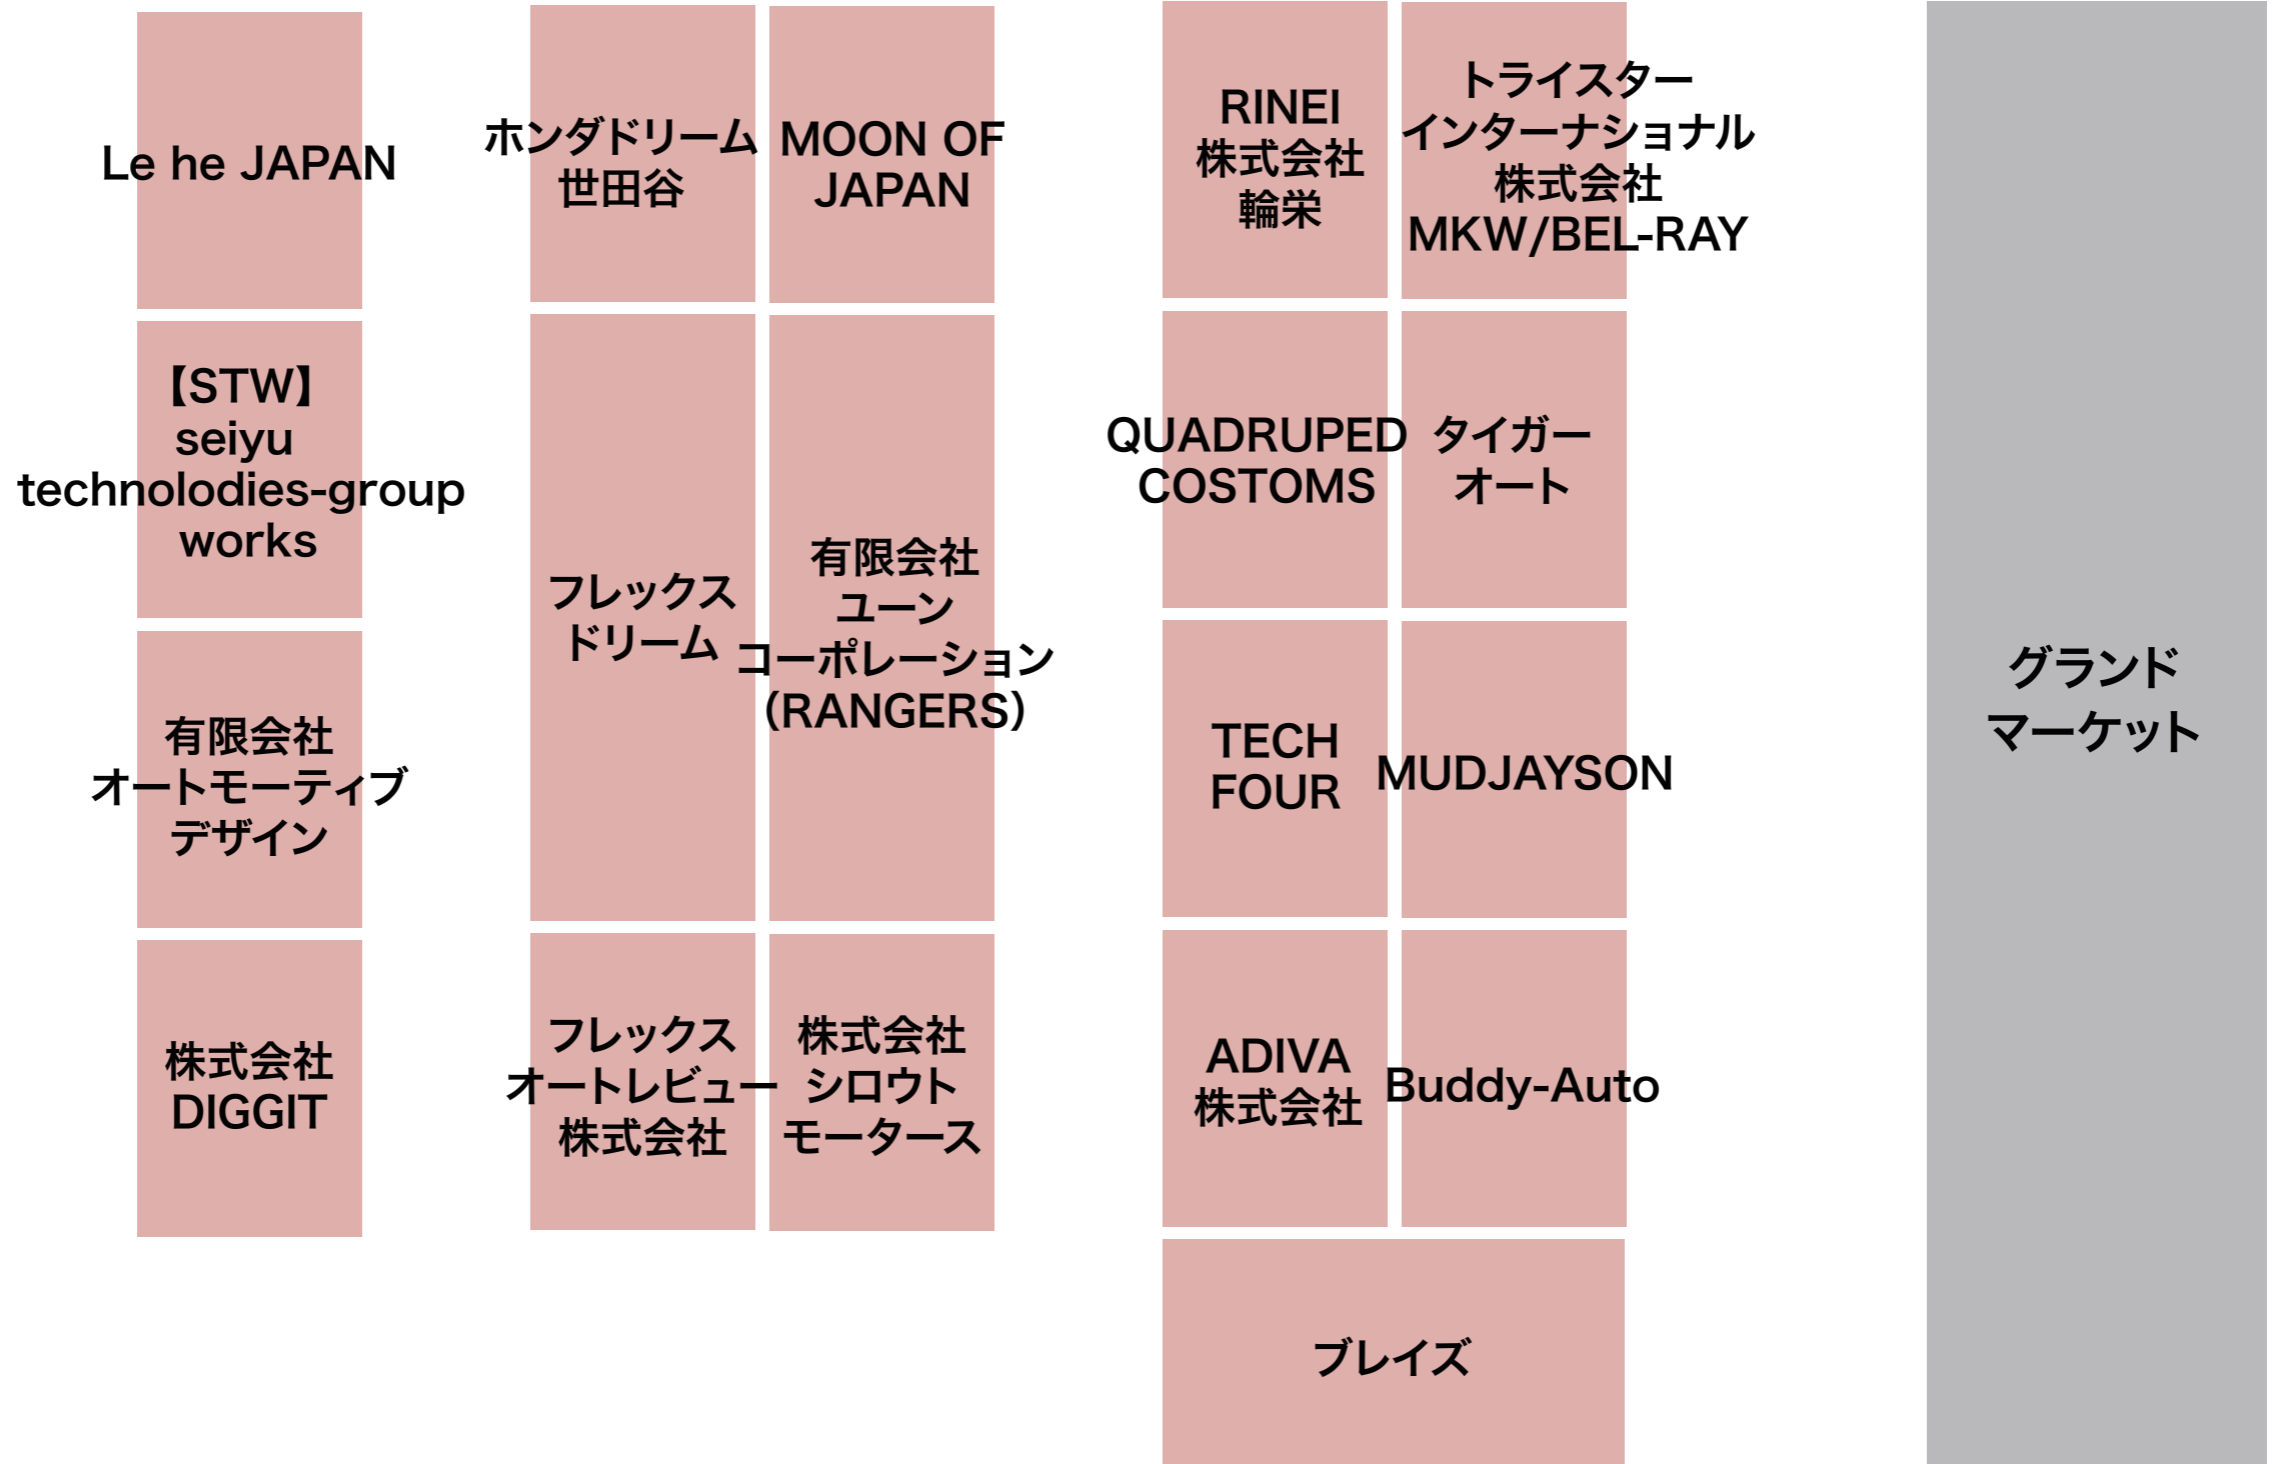 Le he JAPAN
【STW】
seiyu
technolodies-group
works
有限会社
オートモーティブ
デザイン
株式会社
DIGGIT
ホンダドリーム
世田谷
フレックス
ドリーム
フレックス
オートレビュー
株式会社
MOON OF
JAPAN
有限会社
ユーン
コーポレーション
（RANGERS）
株式会社
シロウト
モータース
RINEI
株式会社
輪栄
QUADRUPED
COSTOMS
TECH
FOUR
ADIVA
株式会社
トライスター
インターナショナル
株式会社
MKW/BEL-RAY
タイガー
オート
MUDJAYSON
Buddy-Auto
ブレイズ
グランド
マーケット